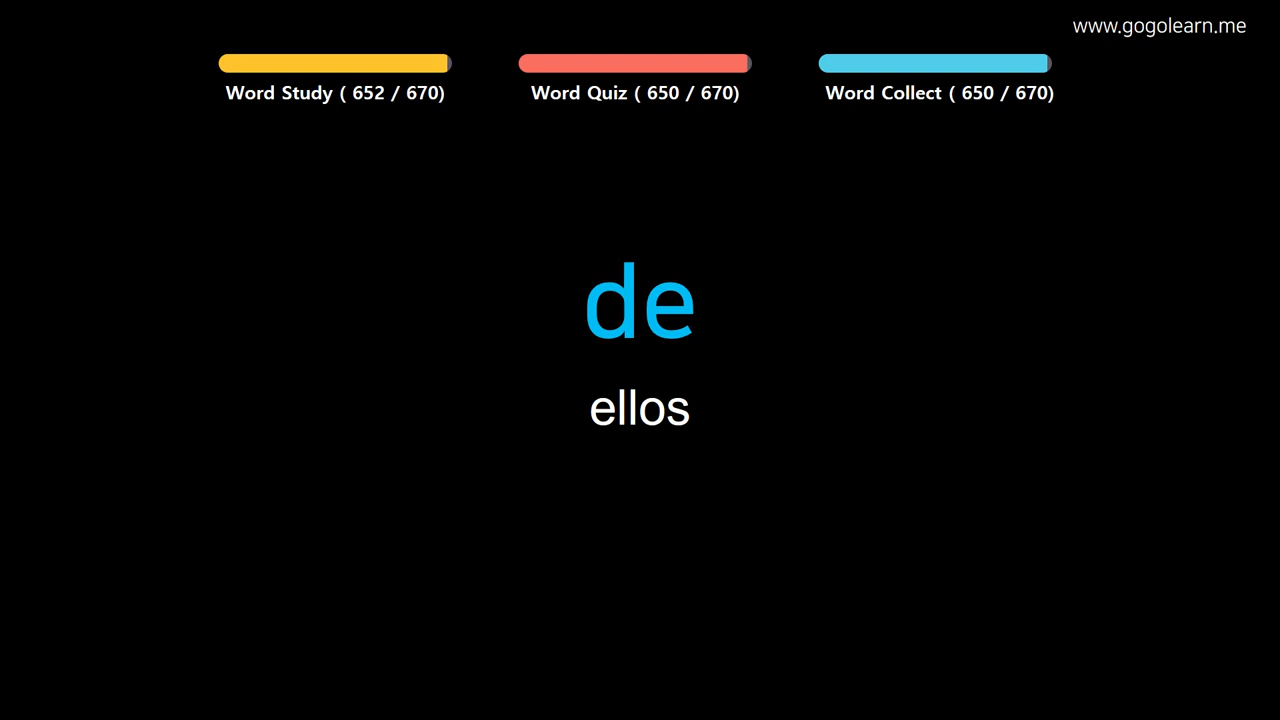 www.gogolearn.me
Word Study ( 652 / 670)
Word Quiz ( 650 / 670)
Word Collect ( 650 / 670)
de
ellos